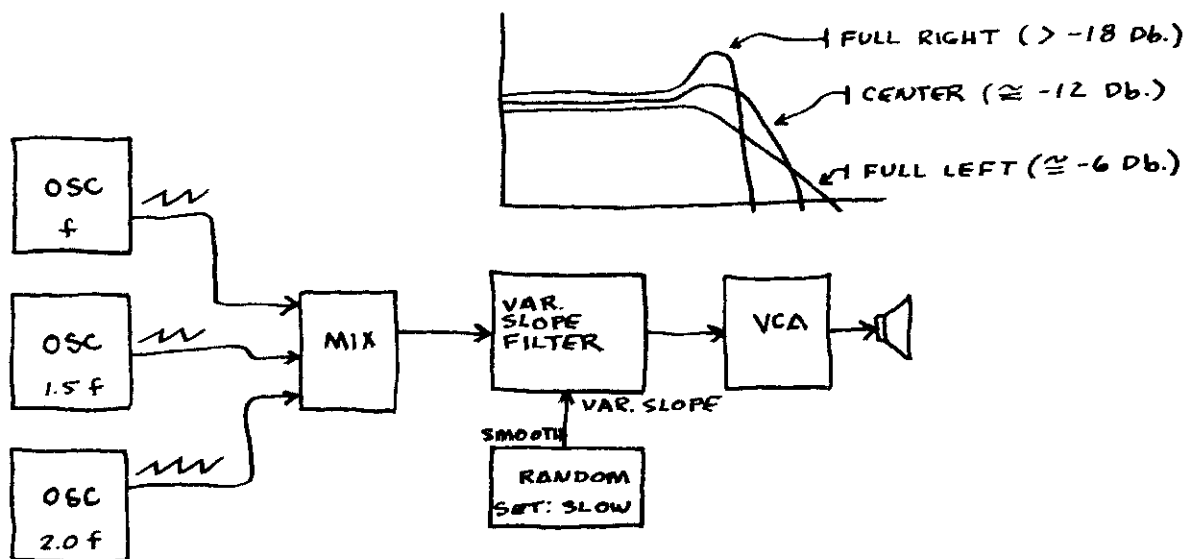 FULL RIGHT (> -18 Db.)
CENTER (≅ -12 Db.)
FULL LEFT (≅ -6 Db.)
OSC
f
OSC
1.5 f
OSC
2.0 f
MIX
VAR.
SLOPE
FILTER
VCA
VAR. SLOPE
SMOOTH
RANDOM
SET: SLOW